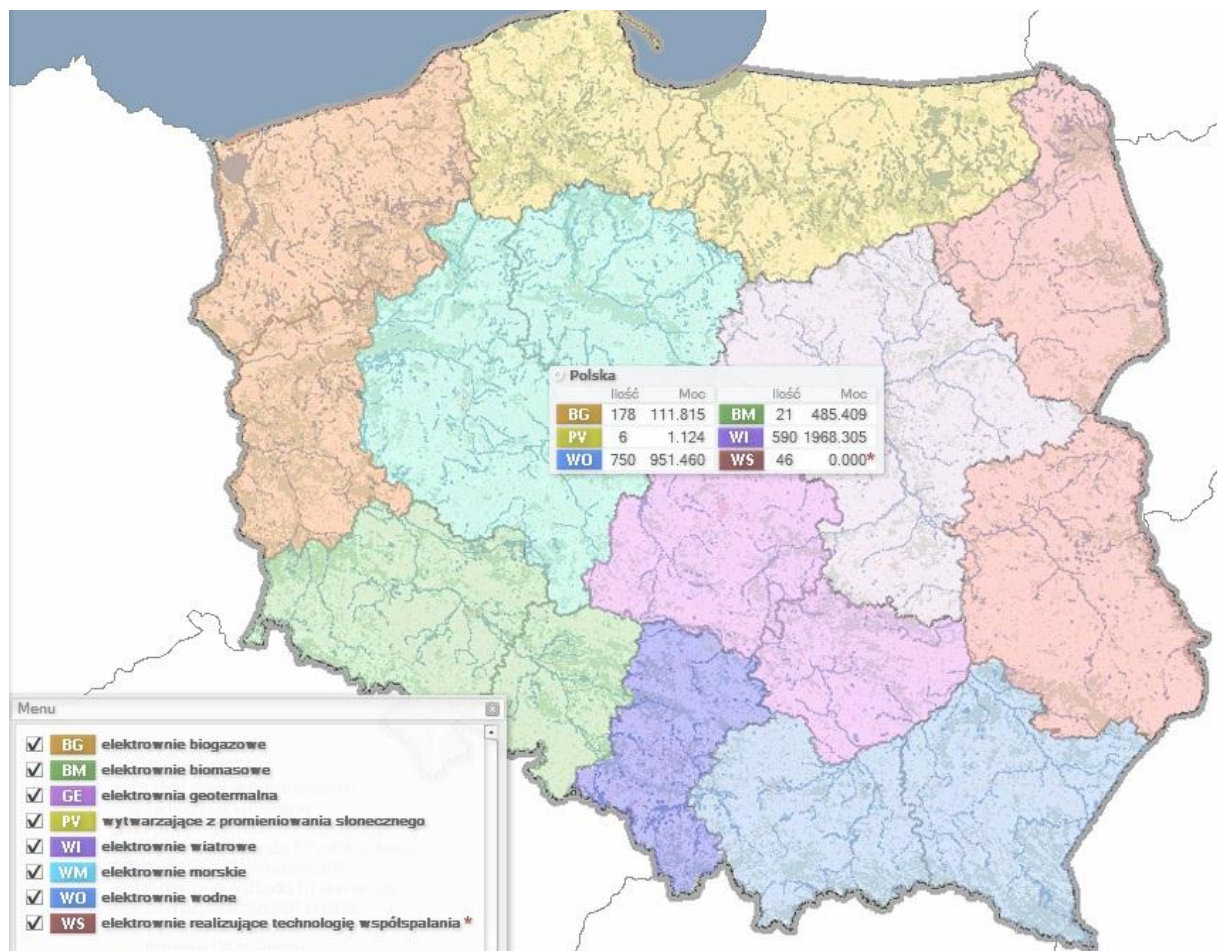 Polska
Ilość Moc Ilość Moc
BG 178 111.815 BM 21 485.409
PV 6 1.124 WI 590 1968.305
WO 750 951.460 WS 46 0.000*
Menu
BG elektrownie biogazowe
BM elektrownie biomasowe
GE elektrownia geotermalna
PV wytwarzające z promieniowania słonecznego
WI elektrownie wiatrowe
WM elektrownie morskie
WO elektrownie wodne
WS elektrownie realizujące technologię współspalania *